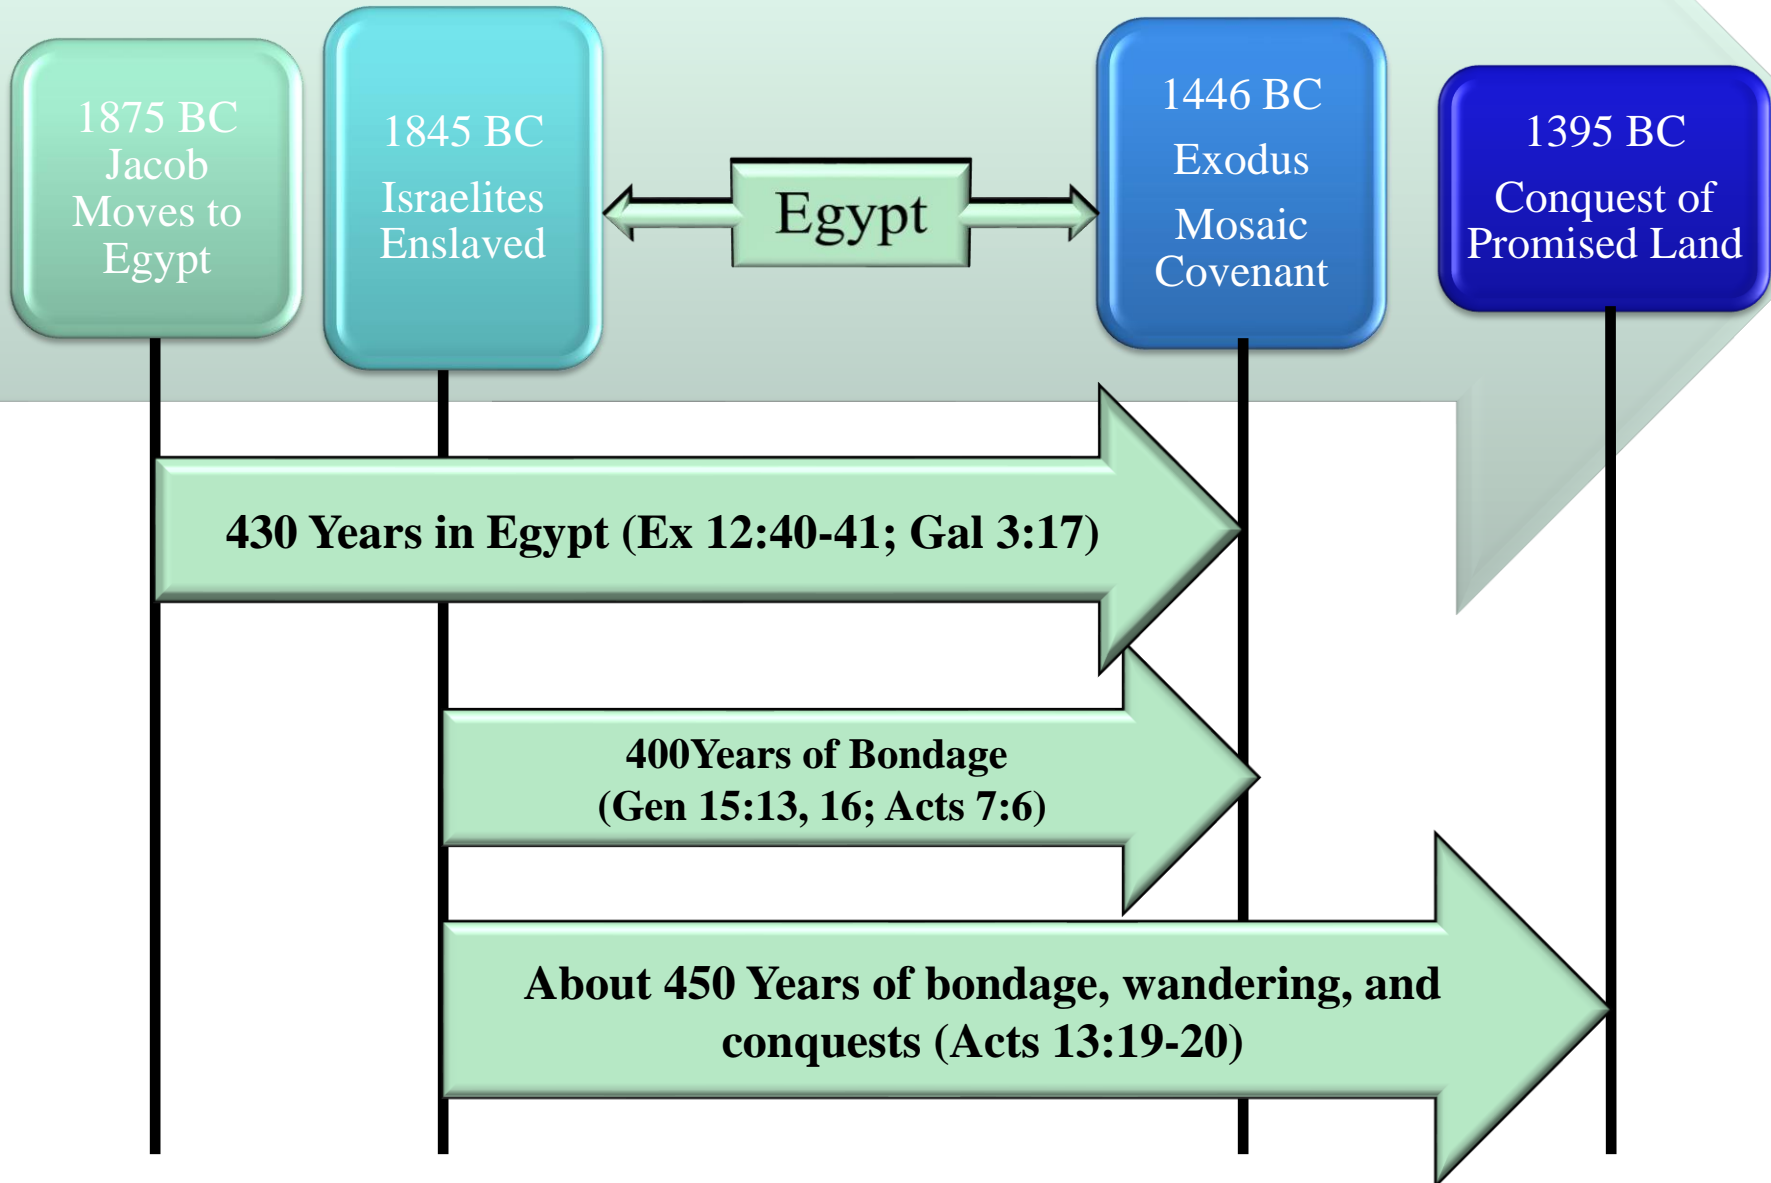 1875 BC
Jacob
Moves to
Egypt
1845 BC
Israelites
Enslaved
Egypt
1446 BC
Exodus
Mosaic
Covenant
1395 BC
Conquest of
Promised Land
430 Years in Egypt (Ex 12:40-41; Gal 3:17)
400Years of Bondage
(Gen 15:13, 16; Acts 7:6)
About 450 Years of bondage, wandering, and
conquests (Acts 13:19-20)